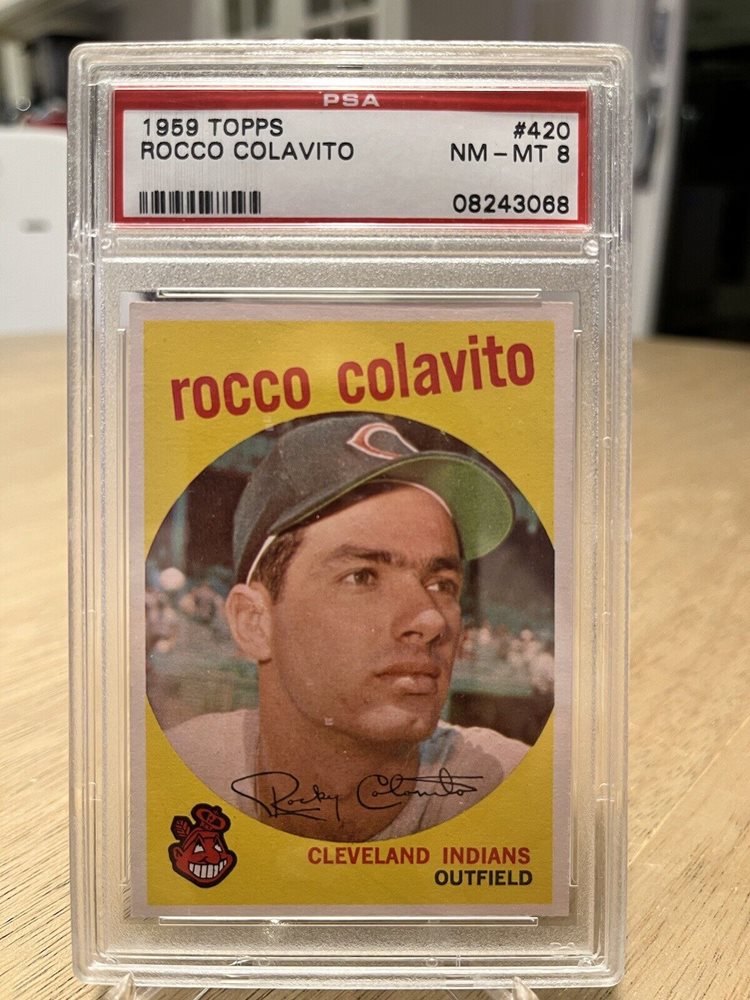 PSA
1959 TOPPS #420
ROCCO COLAVITO NM - MT 8
08243068
rocco colavito
C
Rocky Colavito
CLEVELAND INDIANS
OUTFIELD